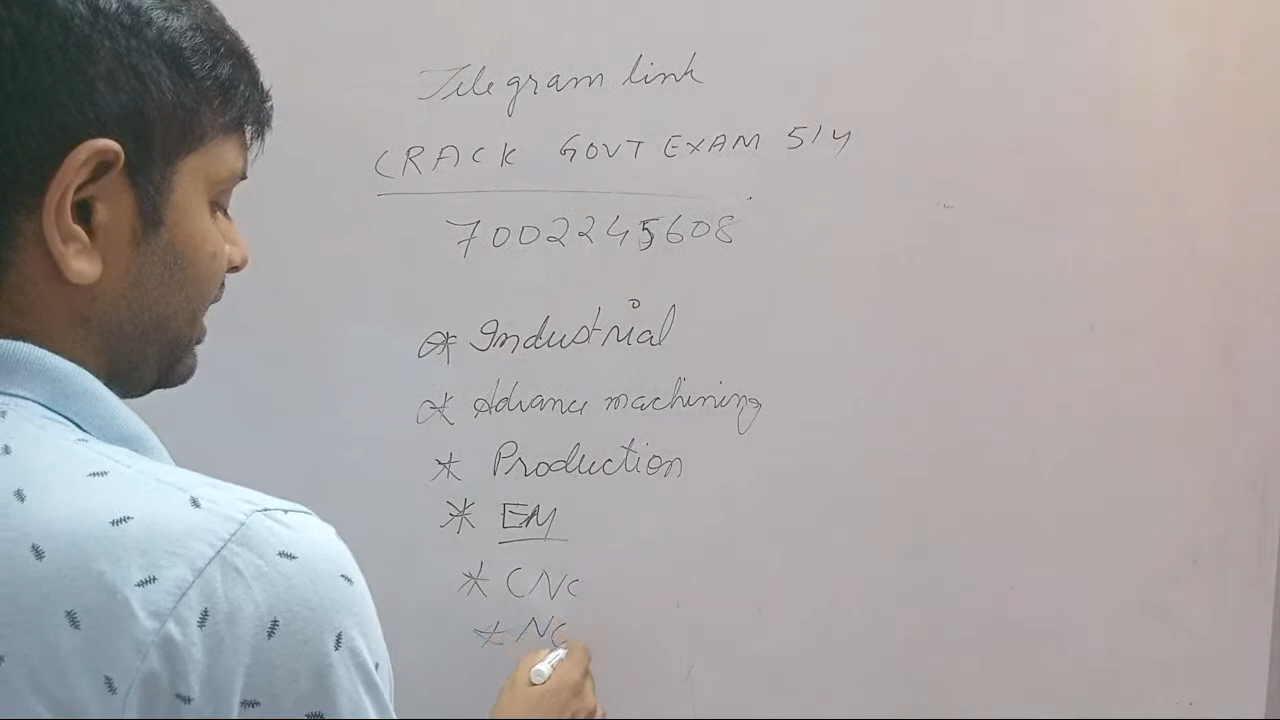 Telegram link
CRACK GOVT EXAM 514
7002245608
* Industrial
* Advance machining
* Production
* EM
* CNC
* NC